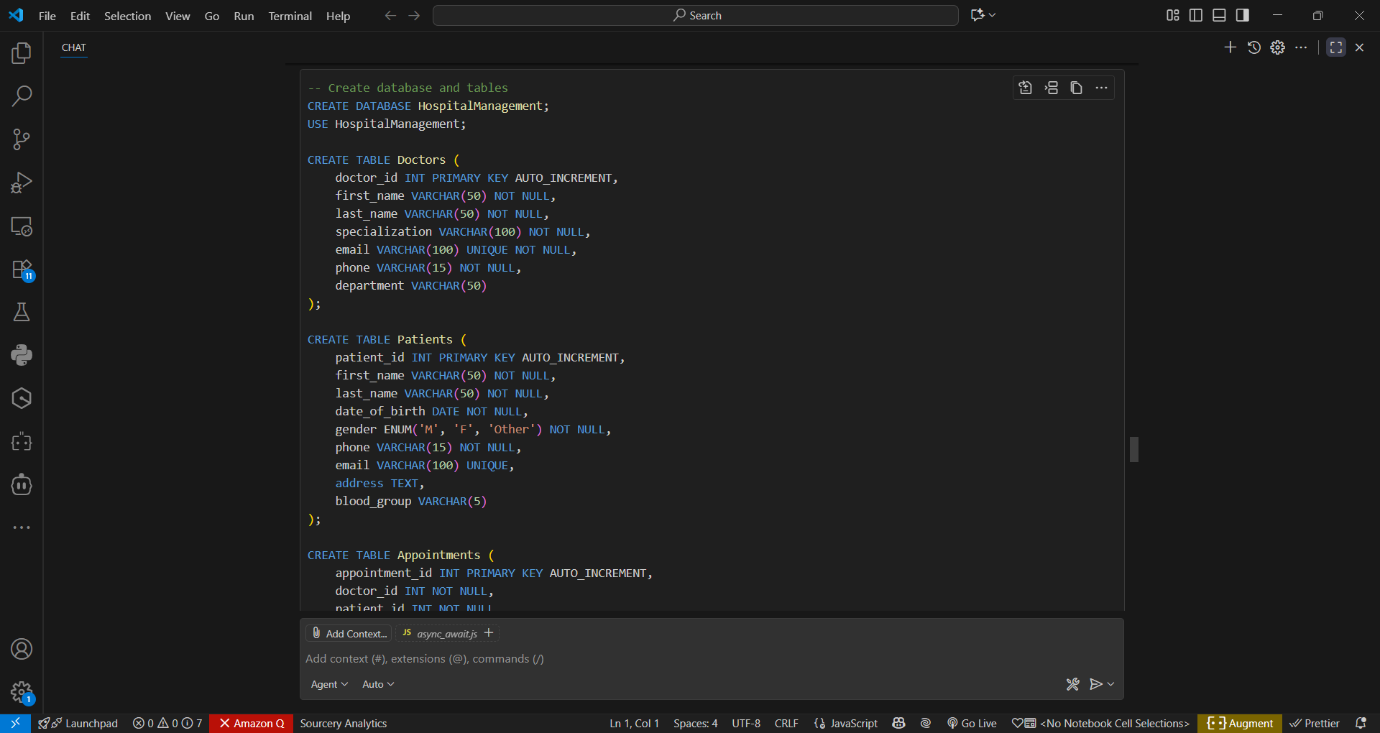 File Edit Selection View Go Run Terminal Help
Search
CHAT
-- Create database and tables
CREATE DATABASE HospitalManagement;
USE HospitalManagement;
CREATE TABLE Doctors (
    doctor_id INT PRIMARY KEY AUTO_INCREMENT,
    first_name VARCHAR(50) NOT NULL,
    last_name VARCHAR(50) NOT NULL,
    specialization VARCHAR(100) NOT NULL,
    email VARCHAR(100) UNIQUE NOT NULL,
    phone VARCHAR(15) NOT NULL,
    department VARCHAR(50)
);
CREATE TABLE Patients (
    patient_id INT PRIMARY KEY AUTO_INCREMENT,
    first_name VARCHAR(50) NOT NULL,
    last_name VARCHAR(50) NOT NULL,
    date_of_birth DATE NOT NULL,
    gender ENUM('M', 'F', 'Other') NOT NULL,
    phone VARCHAR(15) NOT NULL,
    email VARCHAR(100) UNIQUE,
    address TEXT,
    blood_group VARCHAR(5)
);
CREATE TABLE Appointments (
    appointment_id INT PRIMARY KEY AUTO_INCREMENT,
    doctor_id INT NOT NULL,
    patient_id INT NOT NULL
11
Add Context... JS async_await.js +
Add context (#), extensions (@), commands (/)
Agent Auto
1
Launchpad 0 0 7 Amazon Q Sourcery Analytics Ln 1, Col 1 Spaces: 4 UTF-8 CRLF {} JavaScript Go Live <No Notebook Cell Selections> Augment Prettier